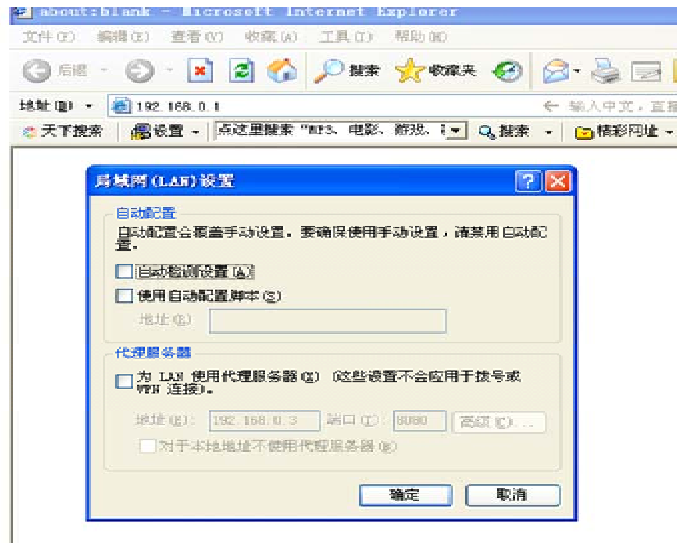 about:blank - Microsoft Internet Explorer
文件(F) 编辑(E) 查看(V) 收藏(A) 工具(T) 帮助(H)
后退 搜索 收藏夹
地址(D) 192.168.0.1 输入中文，直接
天下搜索 设置 点这里搜索 "MP3、电影、游戏、 搜索 精彩网址
局域网(LAN)设置
自动配置
自动配置会覆盖手动设置。要确保使用手动设置，请禁用自动配
置。
自动检测设置(A)
使用自动配置脚本(S)
地址(R)
代理服务器
为 LAN 使用代理服务器(X) (这些设置不会应用于拨号或
VPN 连接)。
地址(E): 192.168.0.3 端口(T): 8080 高级(C)...
对于本地地址不使用代理服务器(B)
确定 取消